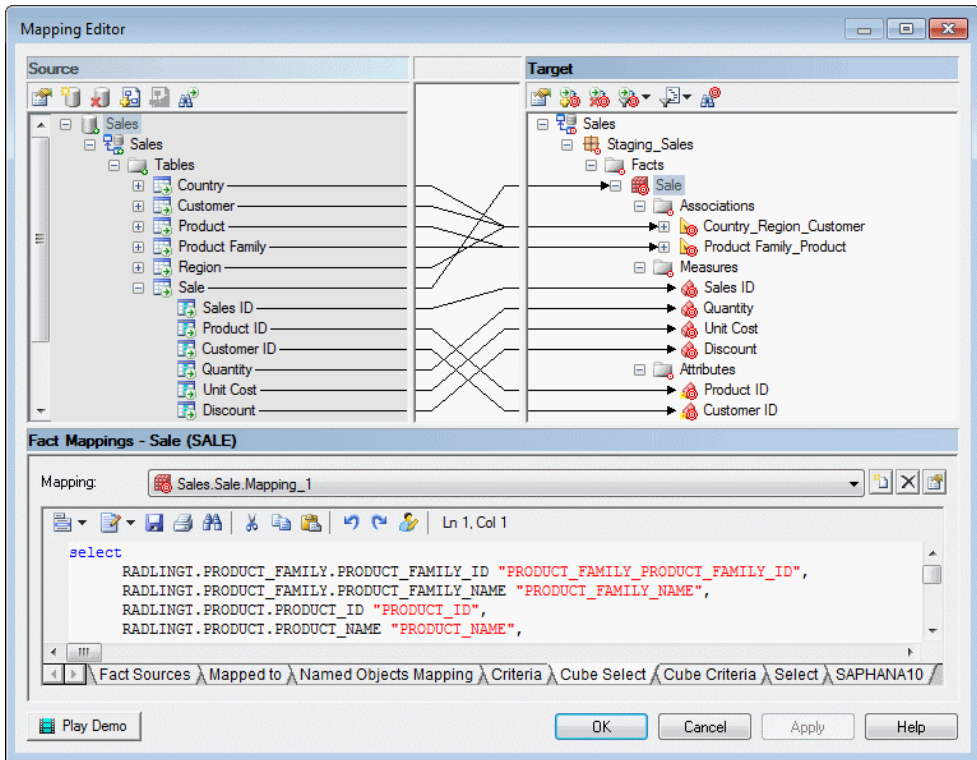 Mapping Editor
Source
Target
Sales
Sales
Tables
Country
Customer
Product
Product Family
Region
Sale
Sales ID
Product ID
Customer ID
Quantity
Unit Cost
Discount
Sales
Staging_Sales
Facts
Sale
Associations
Country_Region_Customer
Product Family_Product
Measures
Sales ID
Quantity
Unit Cost
Discount
Attributes
Product ID
Customer ID
Fact Mappings - Sale (SALE)
Mapping: Sales.Sale.Mapping_1
Ln 1, Col 1
select
RADLINGT.PRODUCT_FAMILY.PRODUCT_FAMILY_ID "PRODUCT_FAMILY_PRODUCT_FAMILY_ID",
RADLINGT.PRODUCT_FAMILY.PRODUCT_FAMILY_NAME "PRODUCT_FAMILY_NAME",
RADLINGT.PRODUCT.PRODUCT_ID "PRODUCT_ID",
RADLINGT.PRODUCT.PRODUCT_NAME "PRODUCT_NAME",
Fact Sources Mapped to Named Objects Mapping Criteria Cube Select Cube Criteria Select SAPHANA10
Play Demo OK Cancel Apply Help